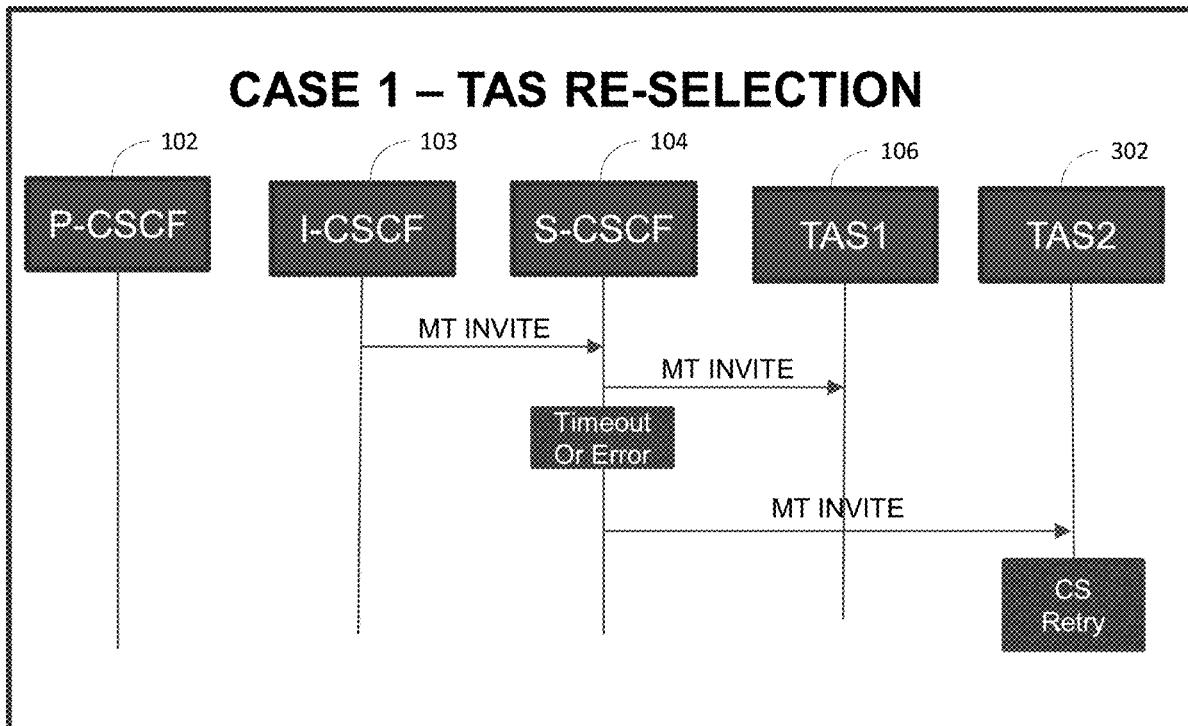 CASE 1 – TAS RE-SELECTION
102
103
104
106
302
P-CSCF
I-CSCF
S-CSCF
TAS1
TAS2
MT INVITE
MT INVITE
Timeout
Or Error
MT INVITE
CS
Retry